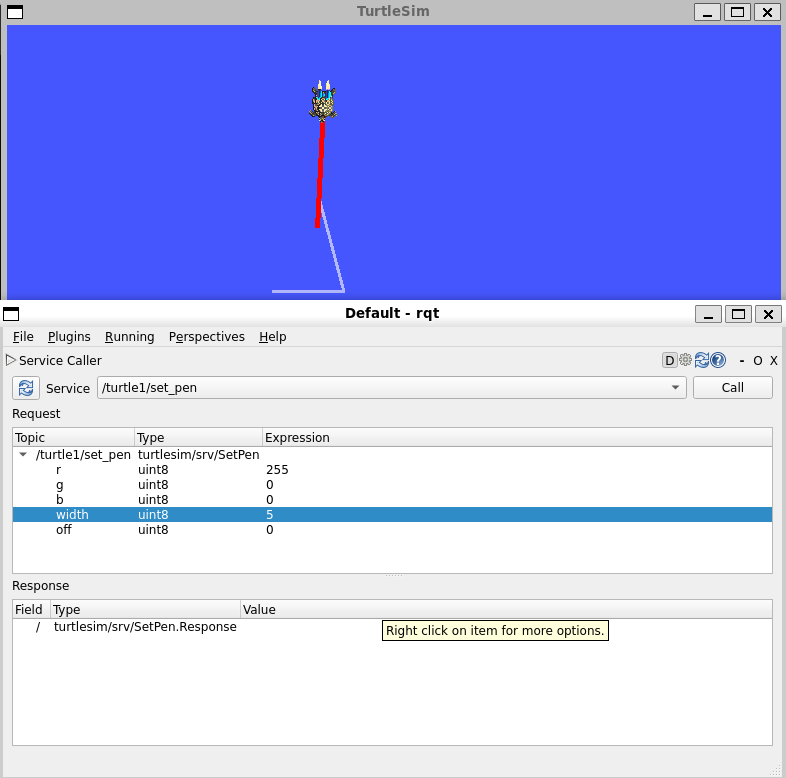 TurtleSim
Default - rqt
File Plugins Running Perspectives Help
Service Caller D ? - O X
Service /turtle1/set_pen Call
Request
Topic Type Expression
/turtle1/set_pen turtlesim/srv/SetPen
r uint8 255
g uint8 0
b uint8 0
width uint8 5
off uint8 0
Response
Field Type Value
/ turtlesim/srv/SetPen.Response
Right click on item for more options.